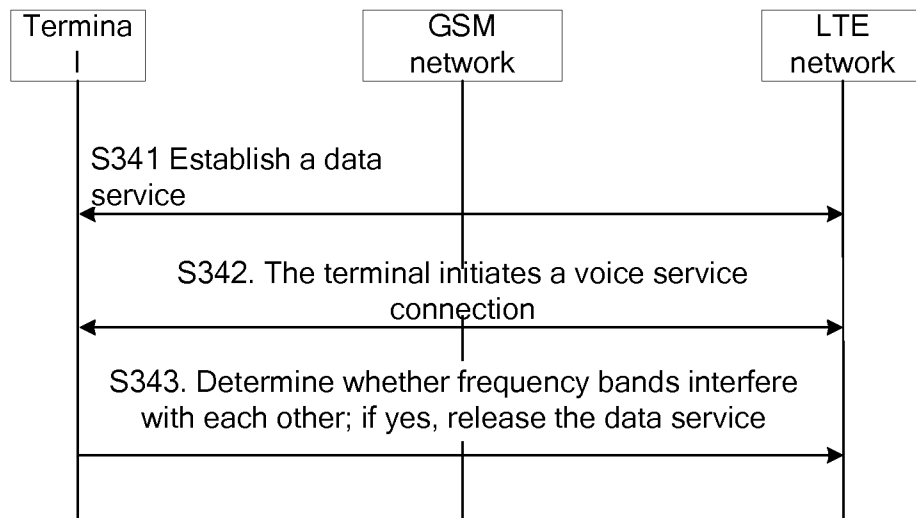 Termina
l
GSM
network
LTE
network
S341 Establish a data
service
S342. The terminal initiates a voice service
connection
S343. Determine whether frequency bands interfere
with each other; if yes, release the data service